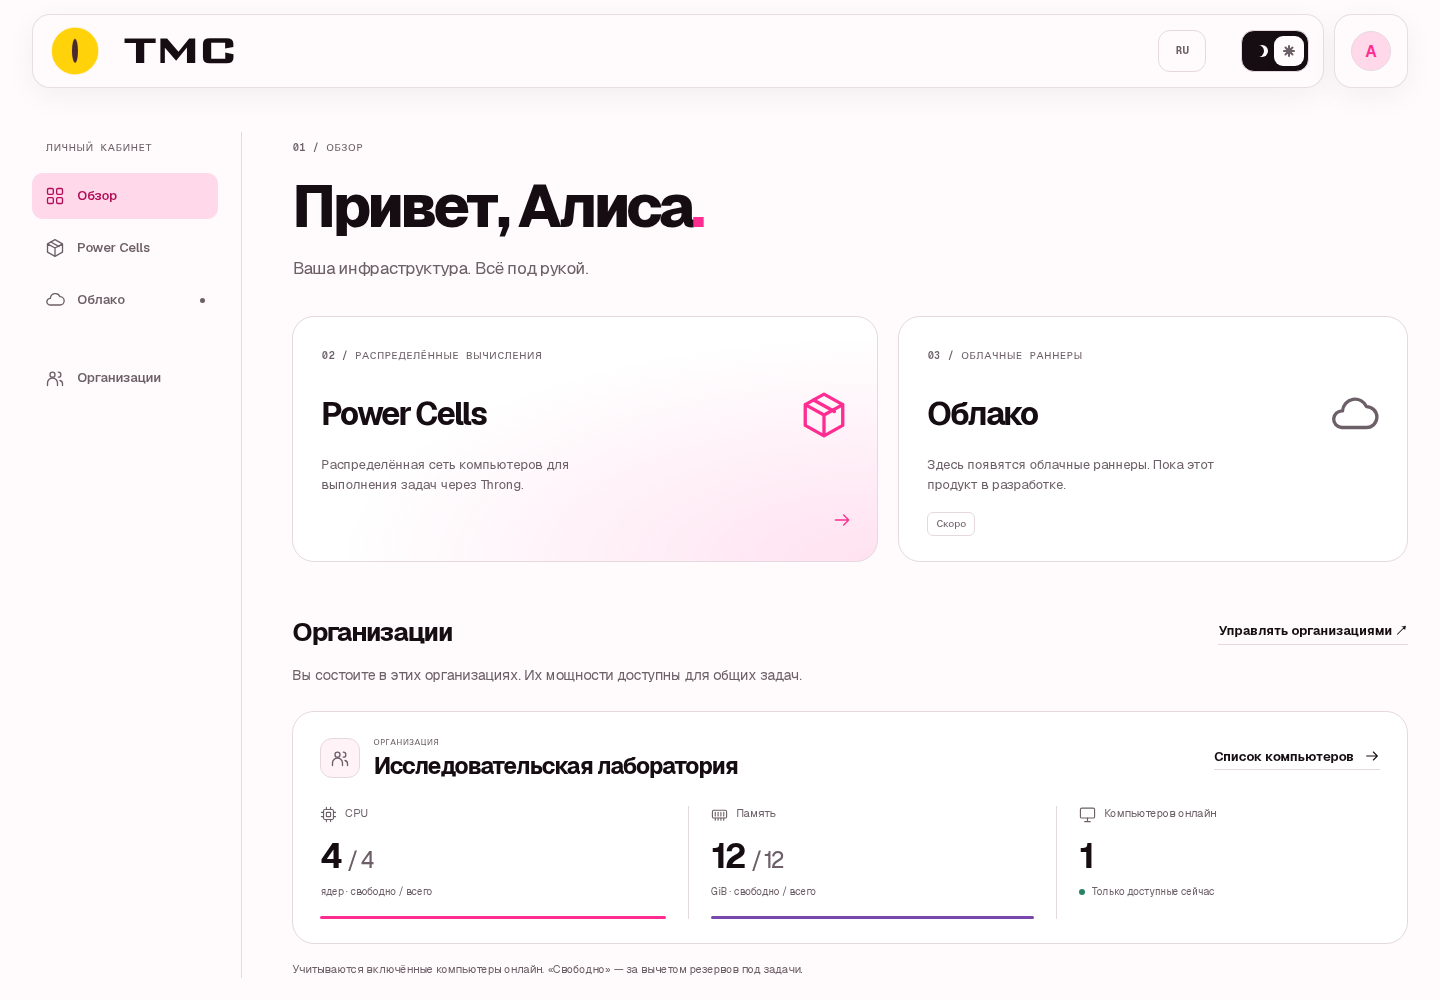 TMC
RU
A
ЛИЧНЫЙ КАБИНЕТ
Обзор
Power Cells
Облако
Организации
01 / ОБЗОР
Привет, Алиса.
Ваша инфраструктура. Всё под рукой.
02 / РАСПРЕДЕЛЁННЫЕ ВЫЧИСЛЕНИЯ
Power Cells
Распределённая сеть компьютеров для
выполнения задач через Throng.
03 / ОБЛАЧНЫЕ РАННЕРЫ
Облако
Здесь появятся облачные раннеры. Пока этот
продукт в разработке.
Скоро
Организации
Управлять организациями ↗
Вы состоите в этих организациях. Их мощности доступны для общих задач.
ОРГАНИЗАЦИЯ
Исследовательская лаборатория
Список компьютеров →
CPU
4 / 4
ядер · свободно / всего
Память
12 / 12
GiB · свободно / всего
Компьютеров онлайн
1
Только доступные сейчас
Учитываются включённые компьютеры онлайн. «Свободно» — за вычетом резервов под задачи.